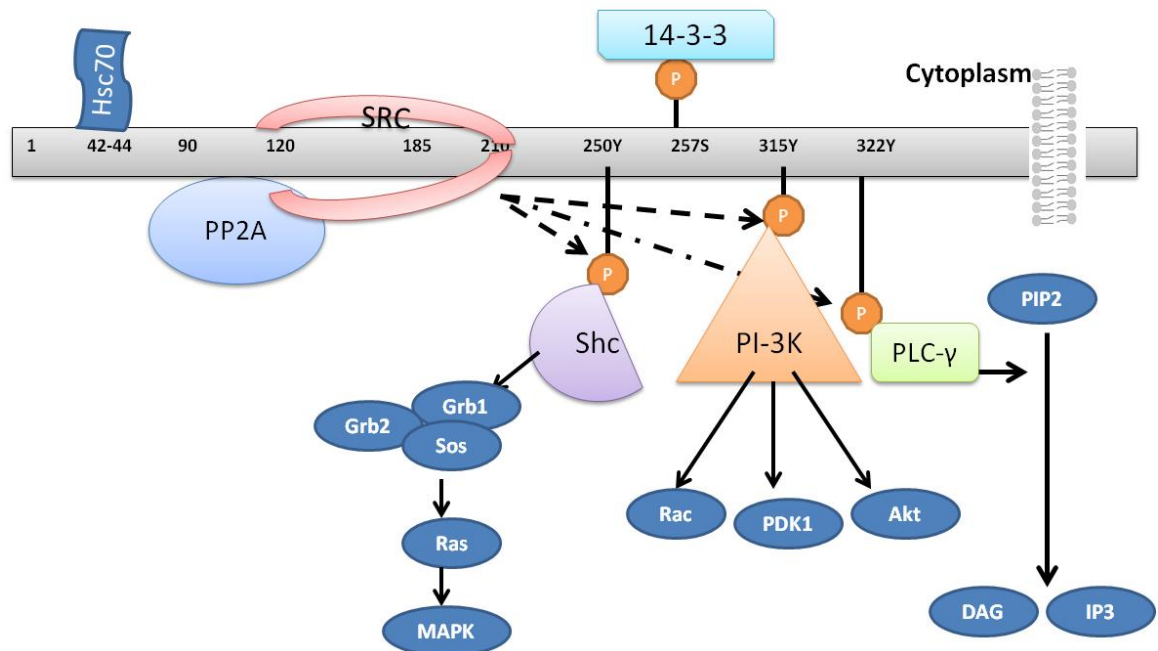 14-3-3
Hsc70
P
Cytoplasm
SRC
1 42-44 90 120 185 210 250Y 257S 315Y 322Y
P
PP2A
P
PIP2
P
Shc
PI-3K
PLC-γ
Grb1
Grb2
Sos
Rac
PDK1
Akt
Ras
DAG
IP3
MAPK